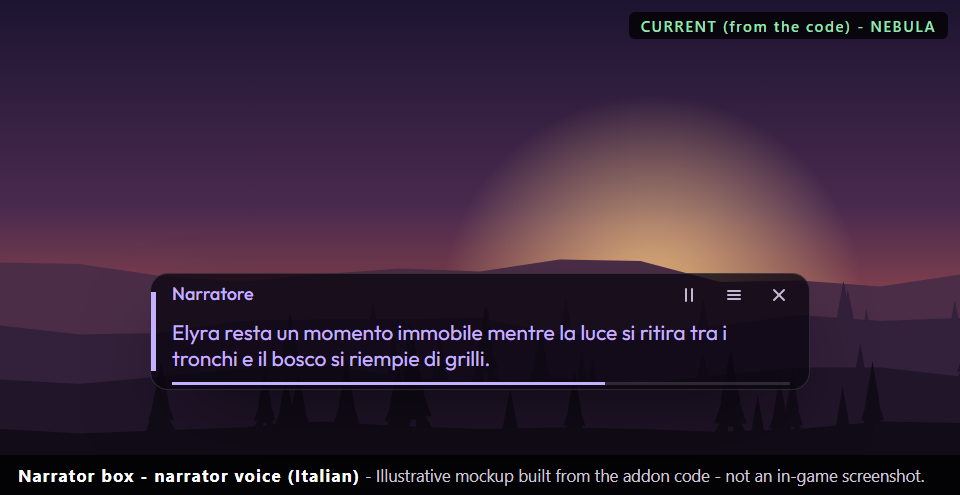 CURRENT (from the code) - NEBULA
Narratore
Elyra resta un momento immobile mentre la luce si ritira tra i
tronchi e il bosco si riempie di grilli.
Narrator box - narrator voice (Italian) - Illustrative mockup built from the addon code - not an in-game screenshot.